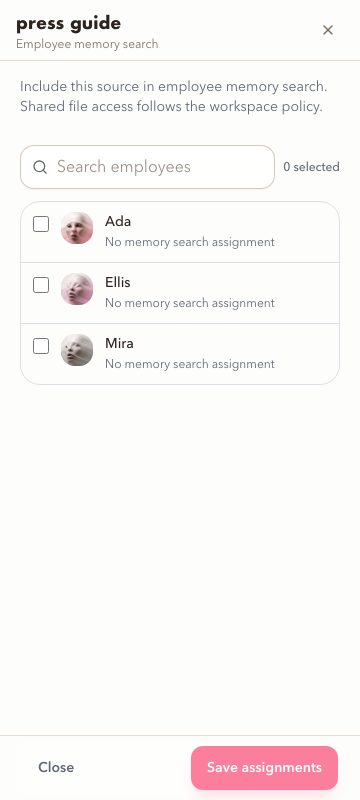 press guide
Employee memory search
Include this source in employee memory search.
Shared file access follows the workspace policy.
Search employees
0 selected
Ada
No memory search assignment
Ellis
No memory search assignment
Mira
No memory search assignment
Close
Save assignments